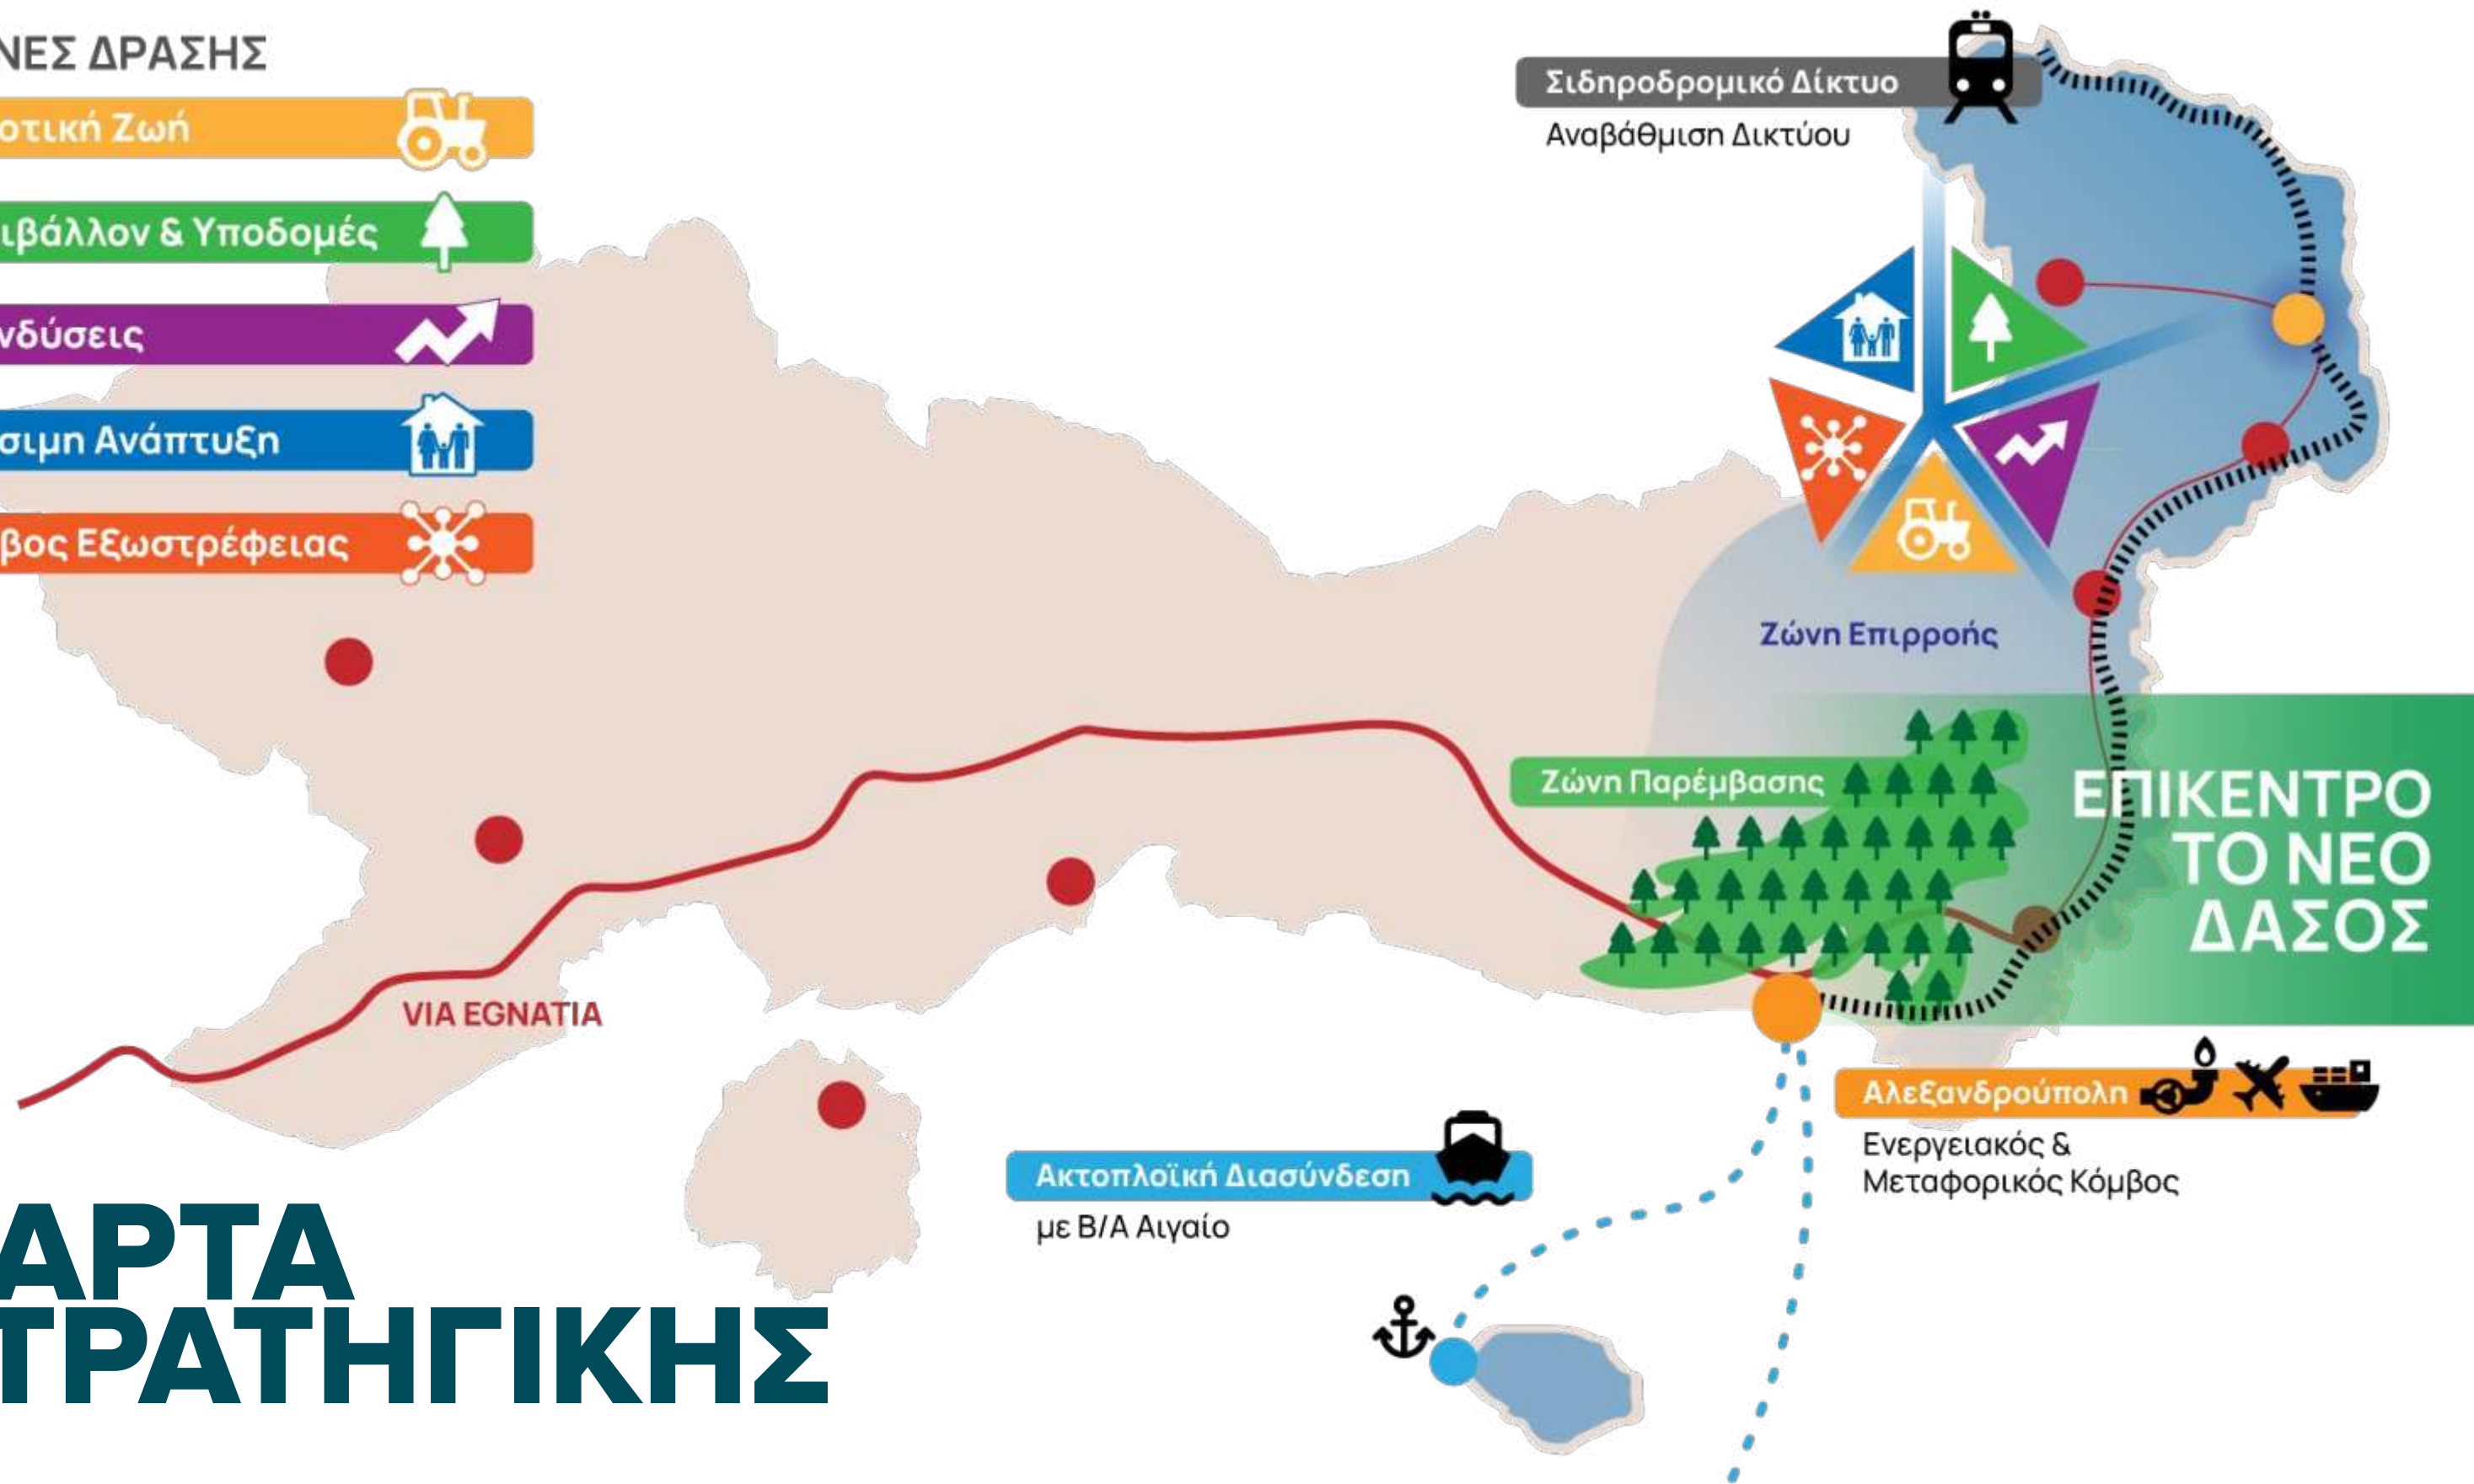 ΝΕΣ ΔΡΑΣΗΣ
οτική Ζωή
ιβάλλον & Υποδομές
νδύσεις
σιμη Ανάπτυξη
βος Εξωστρέφειας
Σιδηροδρομικό Δίκτυο
Αναβάθμιση Δικτύου
Ζώνη Επιρροής
Ζώνη Παρέμβασης
ΕΠΙΚΕΝΤΡΟ
ΤΟ ΝΕΟ
ΔΑΣΟΣ
VIA EGNATIA
Αλεξανδρούπολη
Ενεργειακός &
Μεταφορικός Κόμβος
Ακτοπλοϊκή Διασύνδεση
με Β/Α Αιγαίο
ΑΡΤΑ
ΤΡΑΤΗΓΙΚΗΣ